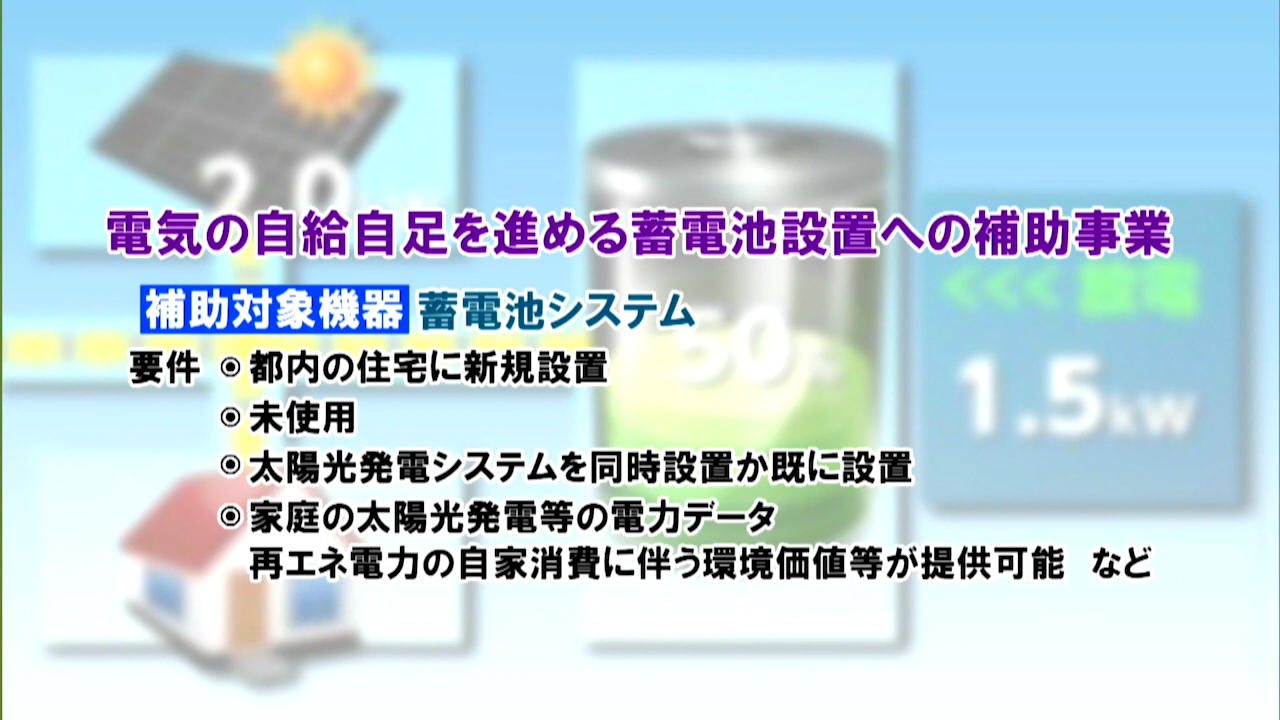 電気の自給自足を進める蓄電池設置への補助事業
補助対象機器 蓄電池システム
要件 ◉ 都内の住宅に新規設置
◉ 未使用
◉ 太陽光発電システムを同時設置か既に設置
◉ 家庭の太陽光発電等の電力データ
再エネ電力の自家消費に伴う環境価値等が提供可能 など
<<< 放電
50%
1.5kW